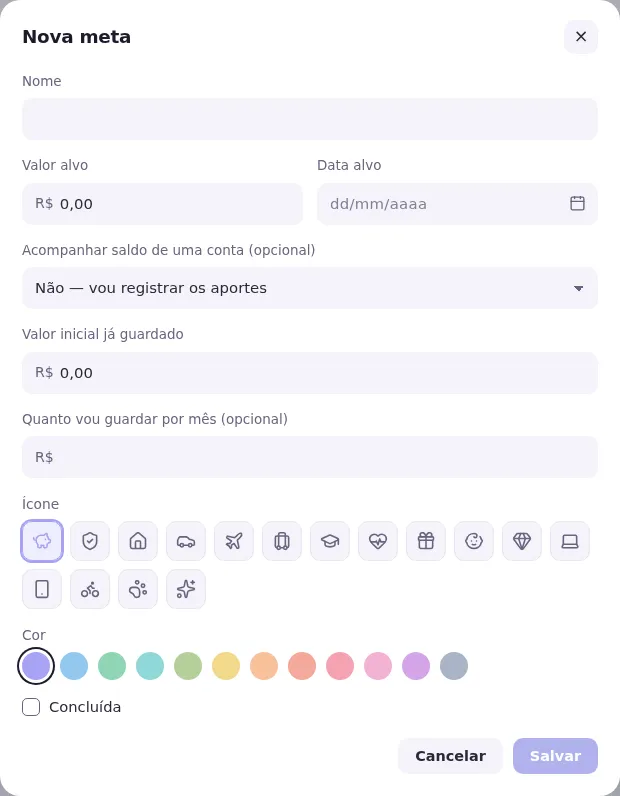 Nova meta
Nome
Valor alvo
Data alvo
R$ 0,00
dd/mm/aaaa
Acompanhar saldo de uma conta (opcional)
Não — vou registrar os aportes
Valor inicial já guardado
R$ 0,00
Quanto vou guardar por mês (opcional)
R$
Ícone
Cor
Concluída
Cancelar
Salvar